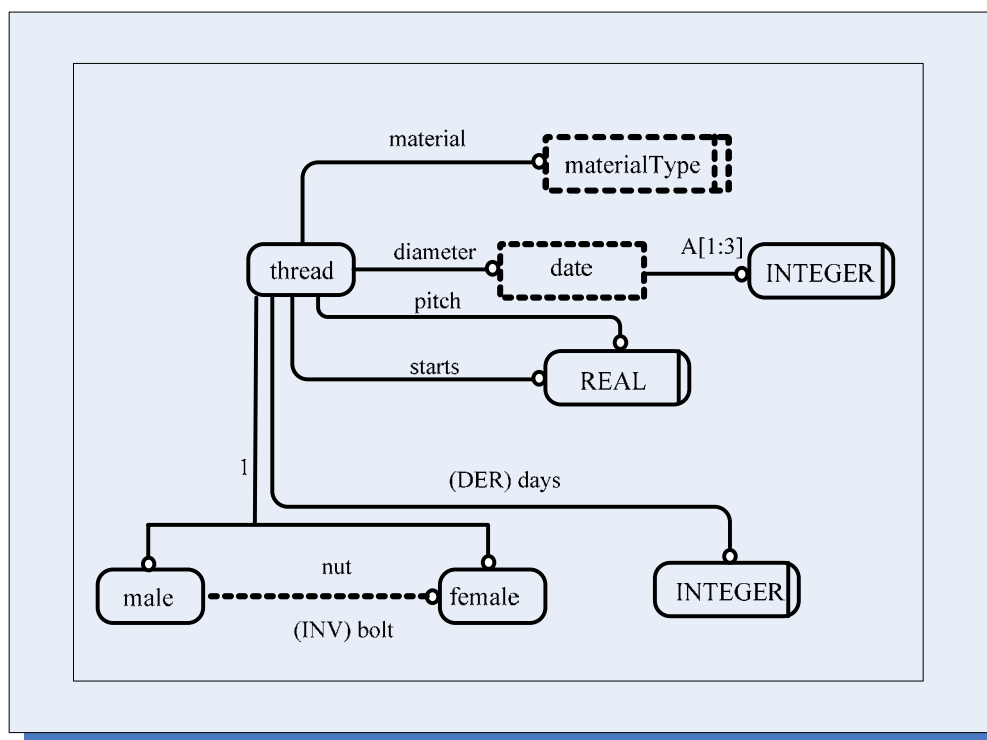 material
materialType
thread
diameter
date
A[1:3]
INTEGER
pitch
starts
REAL
1
(DER) days
male
nut
female
(INV) bolt
INTEGER